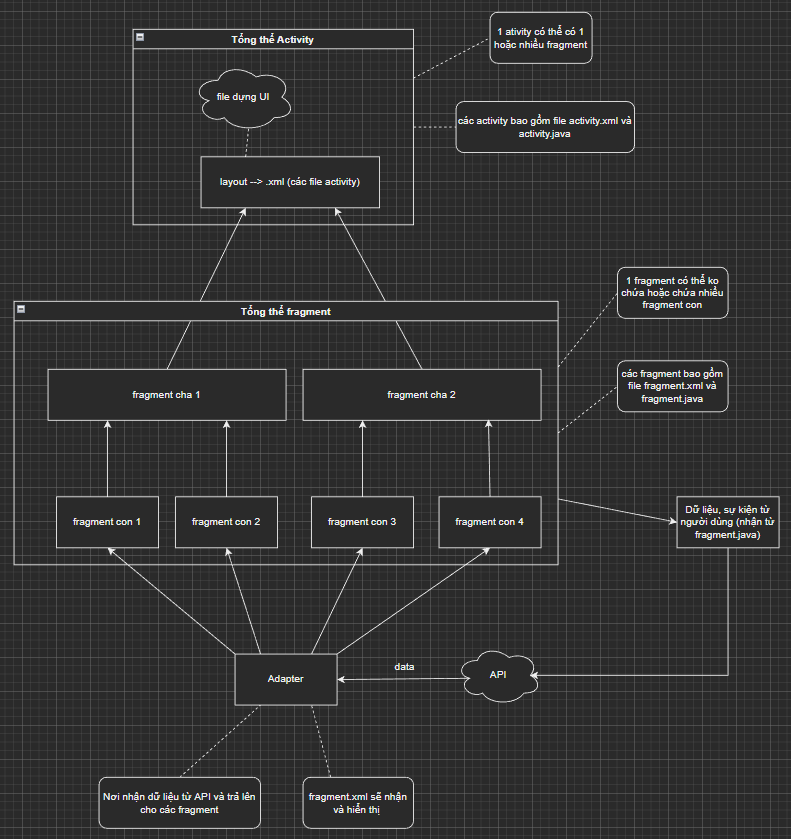 1 ativity có thể có 1
hoặc nhiều fragment
Tổng thể Activity
file dựng UI
các activity bao gồm file activity.xml và
activity.java
layout --> .xml (các file activity)
1 fragment có thể ko
chứa hoặc chứa nhiều
fragment con
Tổng thể fragment
các fragment bao gồm
file fragment.xml và
fragment.java
fragment cha 1
fragment cha 2
fragment con 1
fragment con 2
fragment con 3
fragment con 4
Dữ liệu, sự kiện từ
người dùng (nhận từ
fragment.java)
Adapter
data
API
Nơi nhận dữ liệu từ API và trả lên
cho các fragment
fragment.xml sẽ nhận
và hiển thị